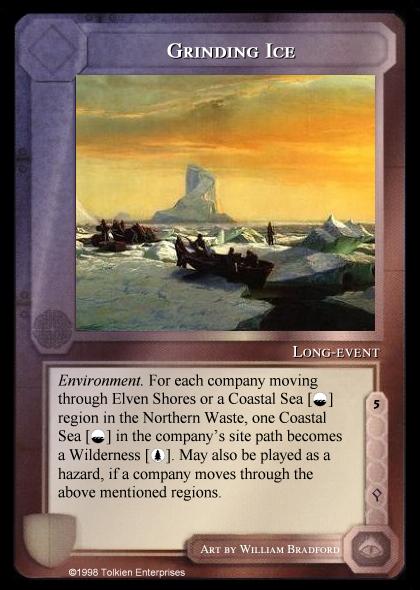 Grinding Ice
Long-event
Environment. For each company moving
through Elven Shores or a Coastal Sea [ ]
region in the Northern Waste, one Coastal
Sea [ ] in the company's site path becomes
a Wilderness [ ]. May also be played as a
hazard, if a company moves through the
above mentioned regions.
5
Art by William Bradford
©1998 Tolkien Enterprises